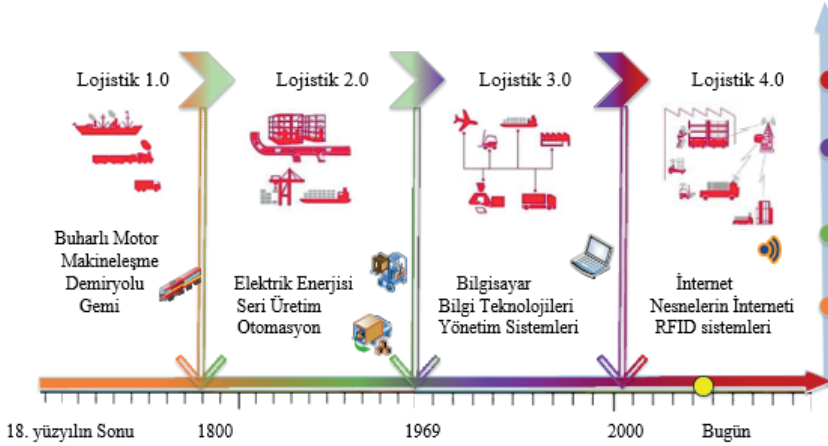 Lojistik 1.0
Lojistik 2.0
Lojistik 3.0
Lojistik 4.0
Buharlı Motor
Makineleşme
Demiryolu
Gemi
Elektrik Enerjisi
Seri Üretim
Otomasyon
Bilgisayar
Bilgi Teknolojileri
Yönetim Sistemleri
İnternet
Nesnelerin İnterneti
RFID sistemleri
18. yüzyılın Sonu
1800
1969
2000
Bugün